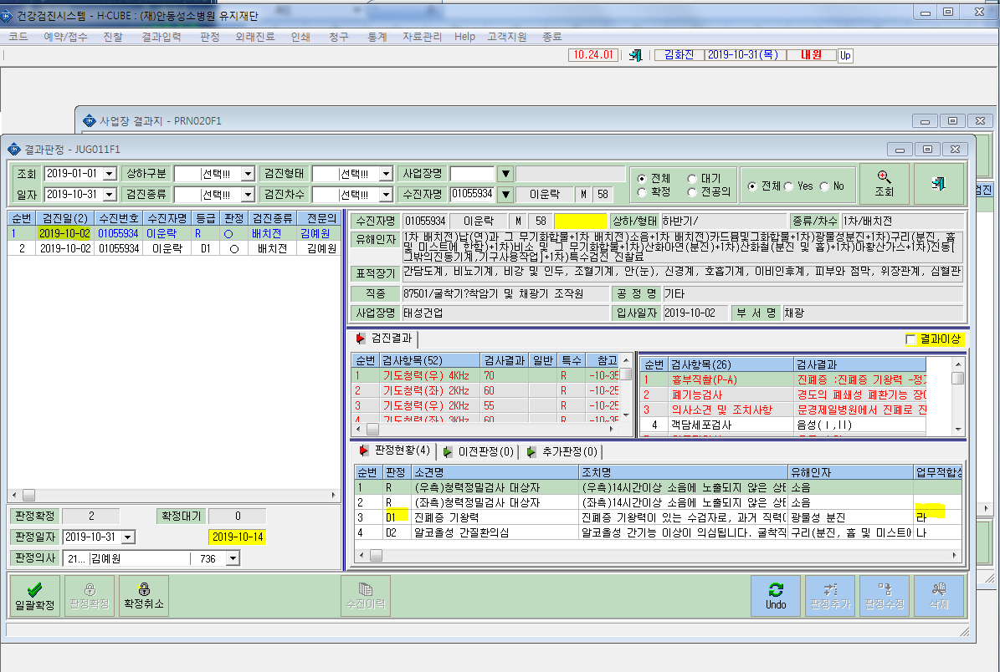 건강검진시스템 - H-CUBE : (재)안동성소병원 유지재단
코드 예약/접수 진찰 결과입력 판정 외래진료 인쇄 청구 통계 자료관리 Help 고객지원 종료
10.24.01 김화진 2019-10-31(목) 내원 Up
사업장 결과지 - PRN020F1
결과판정 - JUG011F1
조회 2019-01-01 상하구분 선택!!! 검진형태 선택!!! 사업장명
전체 대기 전체 Yes No 조회
일자 2019-10-31 검진종류 선택!!! 검진차수 선택!!! 수진자명 01055934 이운락 M 58
확정 전공의
순번 검진일(2) 수진번호 수진자명 등급 판정 검진종류 전문의
1 2019-10-02 01055934 이운락 R ○ 배치전 김예원
2 2019-10-02 01055934 이운락 D1 ○ 배치전 김예원
수진자명 01055934 이운락 M 58 상하/형태 하반기/ 종류/차수 1차/배치전
유해인자 1차 배치전)납(연)과 그 무기화합물+1차 배치전)소음+1차 배치전)카드뮴및그화합물+1차)광물성분진+1차)구리(분진, 흄
및 미스트에 한함)+1차)비소 및 그 무기화합물+1차)산화아연(분진)+1차)산화철(분진 및 흄)+1차)아황산가스+1차)진동[
그밖의진동기계,기구사용작업]+1차)특수검진 진찰료
표적장기 간담도계, 비뇨기계, 비강 및 인두, 조혈기계, 안(눈), 신경계, 호흡기계, 이비인후계, 피부와 점막, 위장관계, 심혈관
직종 87501/굴착기?착암기 및 채광기 조작원 공 정 명 기타
사업장명 태성건업 입사일자 2019-10-02 부 서 명 채광
검진결과 결과이상
순번 검사항목(52) 검사결과 일반 특수 참고
1 기도청력(우) 4KHz 70 R -10~35
2 기도청력(좌) 2KHz 60 R -10~25
3 기도청력(우) 2KHz 55 R -10~25
4 기도청력(좌) 3KHz 60 R -10~35
순번 검사항목(26) 검사결과
1 흉부직촬(P-A) 진폐증 :진폐증 기왕력 -정
2 폐기능검사 경도의 폐쇄성 폐환기능 장
3 의사소견 및 조치사항 문경제일병원에서 진폐로 진
4 객담세포검사 음성(I,II)
판정현황(4) 이전판정(0) 추가판정(0)
순번 판정 소견명 조치명 유해인자 업무적합성
1 R (우측)청력정밀검사 대상자 (우측)14시간이상 소음에 노출되지 않은 상태 소음
2 R (좌측)청력정밀검사 대상자 (좌측)14시간이상 소음에 노출되지 않은 상태 소음
3 D1 진폐증 기왕력 진폐증 기왕력이 있는 수검자로, 과거 직력 광물성 분진 라
4 D2 알코올성 간질환의심 알코올성 간기능 이상이 의심됩니다. 굴착직 구리(분진, 흄 및 미스트에 나
판정확정 2 확정대기 0
판정일자 2019-10-31 2019-10-14
판정의사 21... 김예원 736
일괄확정 판정확정 확정취소 수진이력 Undo 판정추가 판정수정 삭제